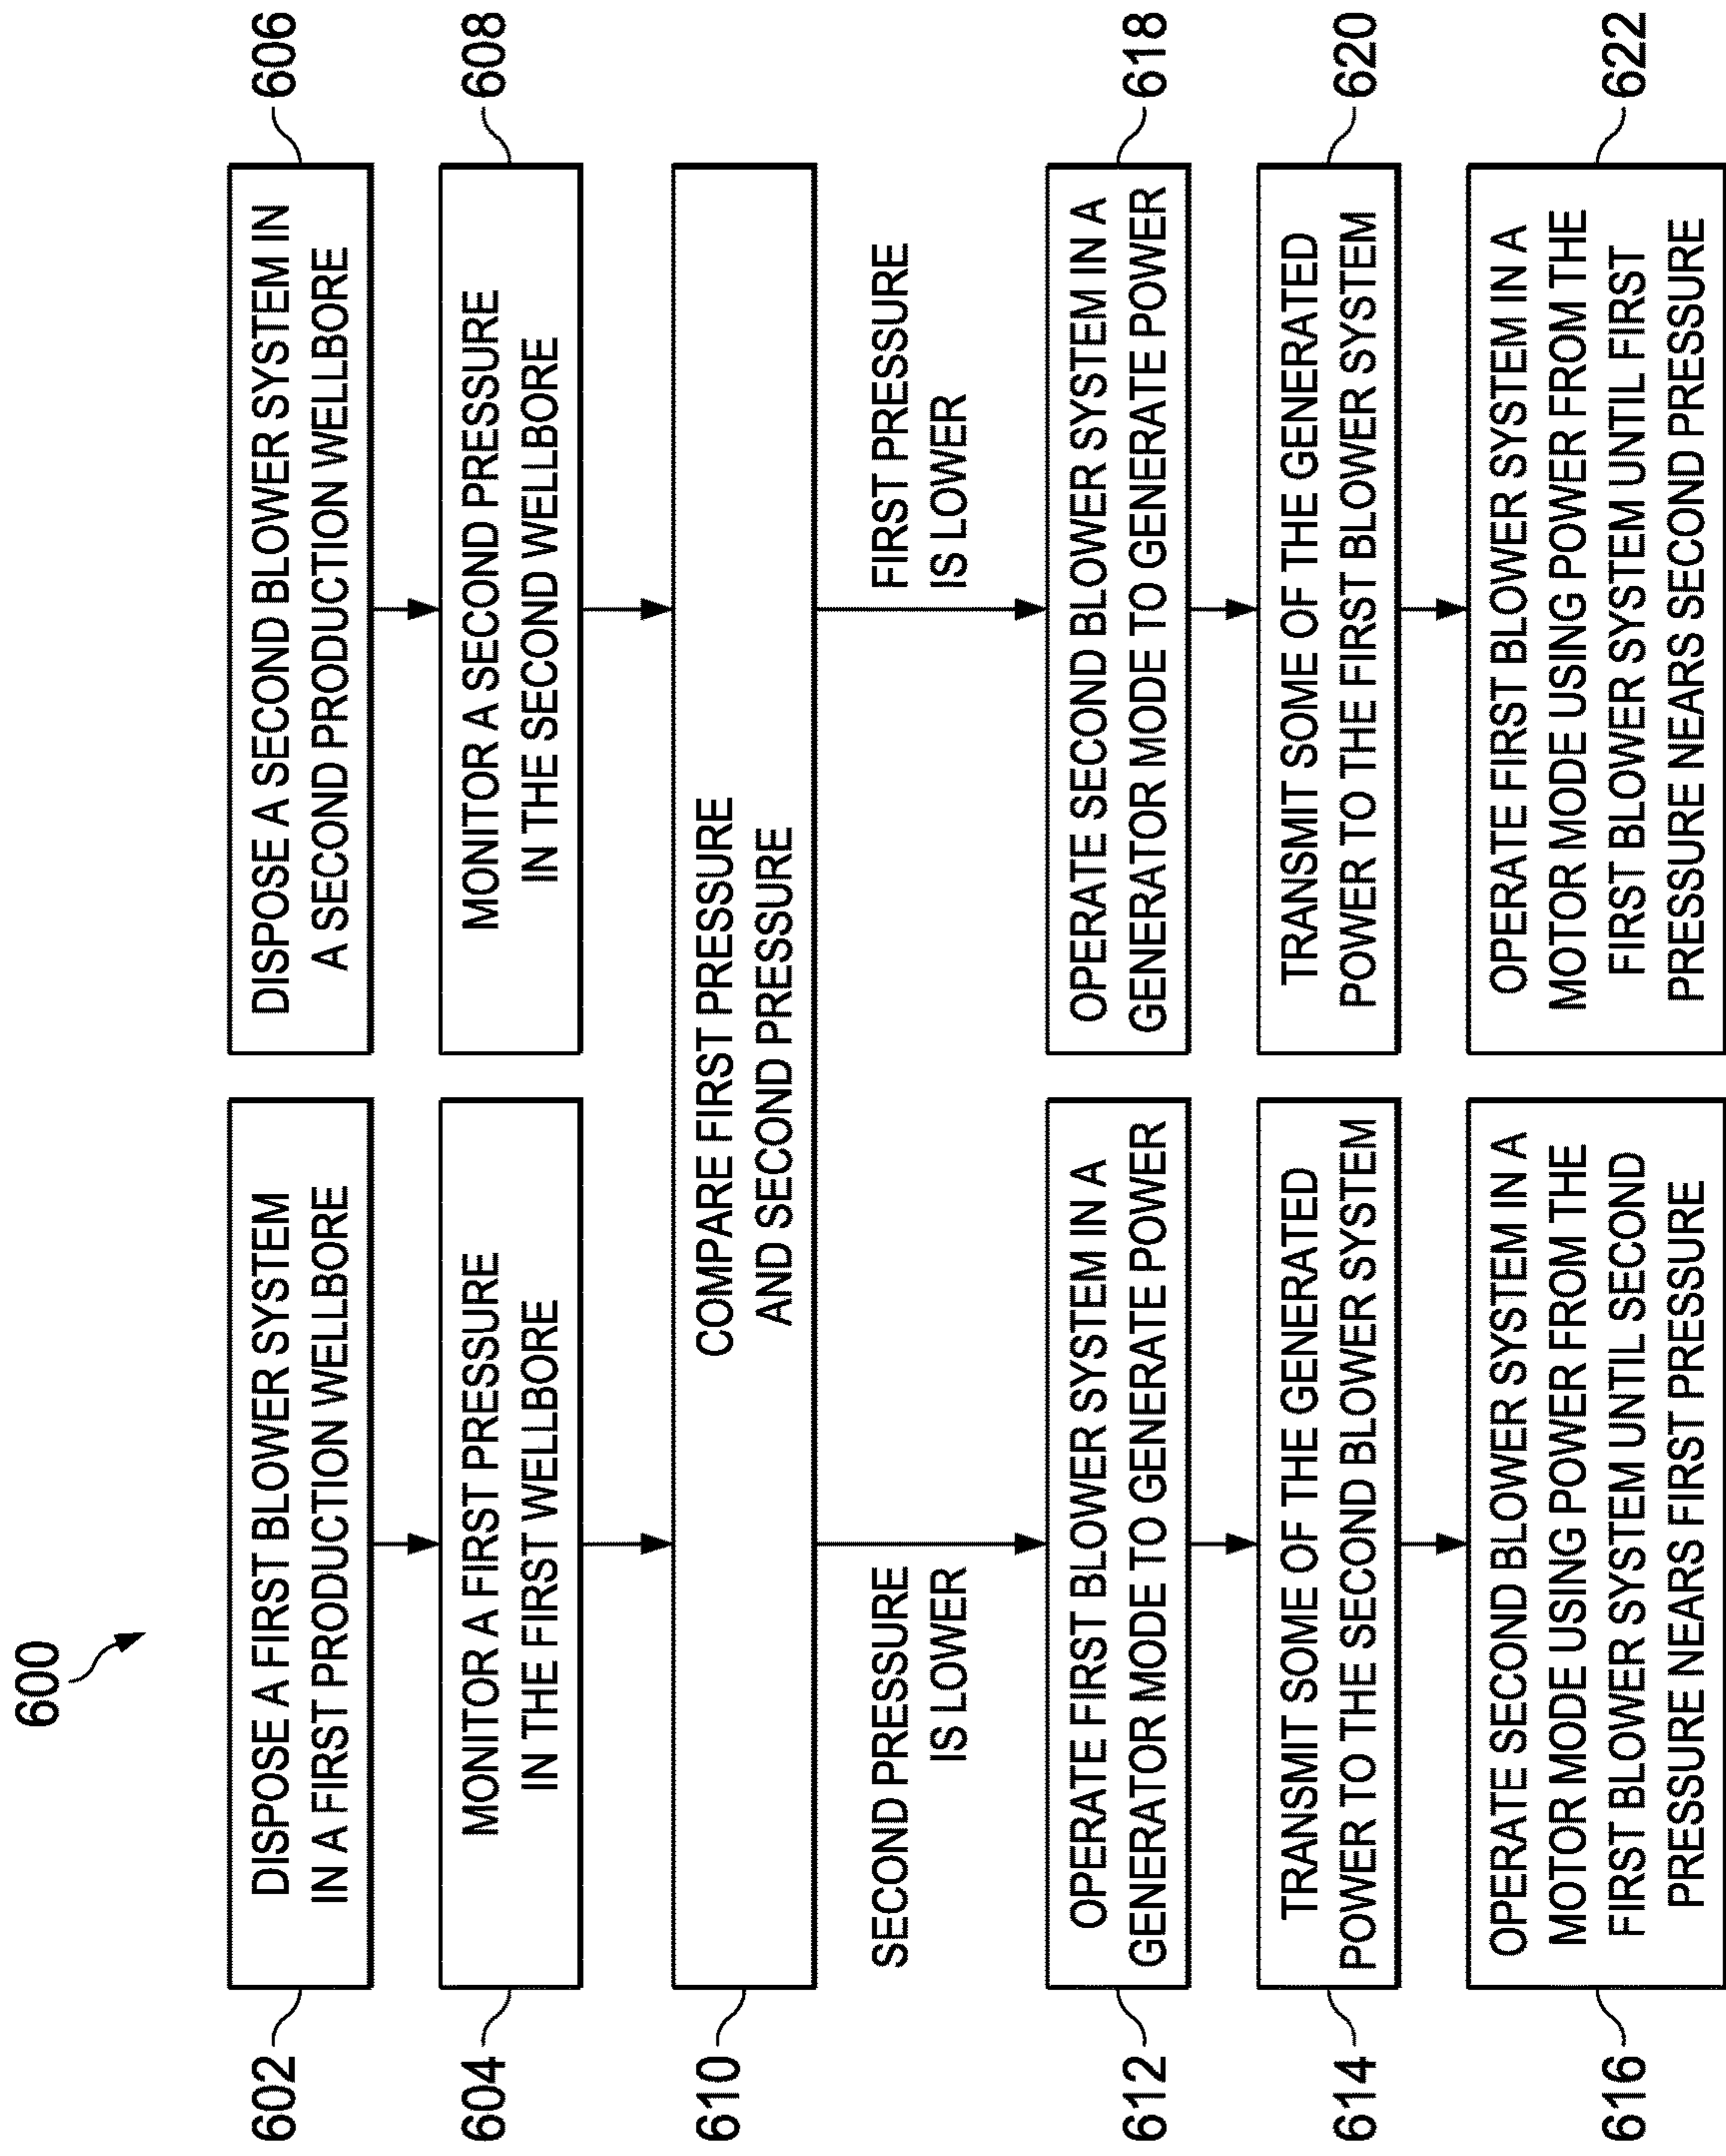 600
602
DISPOSE A FIRST BLOWER SYSTEM
IN A FIRST PRODUCTION WELLBORE
DISPOSE A SECOND BLOWER SYSTEM IN
A SECOND PRODUCTION WELLBORE
606
604
MONITOR A FIRST PRESSURE
IN THE FIRST WELLBORE
MONITOR A SECOND PRESSURE
IN THE SECOND WELLBORE
608
610
COMPARE FIRST PRESSURE
AND SECOND PRESSURE
SECOND PRESSURE
IS LOWER
FIRST PRESSURE
IS LOWER
612
OPERATE FIRST BLOWER SYSTEM IN A
GENERATOR MODE TO GENERATE POWER
OPERATE SECOND BLOWER SYSTEM IN A
GENERATOR MODE TO GENERATE POWER
618
614
TRANSMIT SOME OF THE GENERATED
POWER TO THE SECOND BLOWER SYSTEM
TRANSMIT SOME OF THE GENERATED
POWER TO THE FIRST BLOWER SYSTEM
620
616
OPERATE SECOND BLOWER SYSTEM IN A
MOTOR MODE USING POWER FROM THE
FIRST BLOWER SYSTEM UNTIL SECOND
PRESSURE NEARS FIRST PRESSURE
OPERATE FIRST BLOWER SYSTEM IN A
MOTOR MODE USING POWER FROM THE
FIRST BLOWER SYSTEM UNTIL FIRST
PRESSURE NEARS SECOND PRESSURE
622